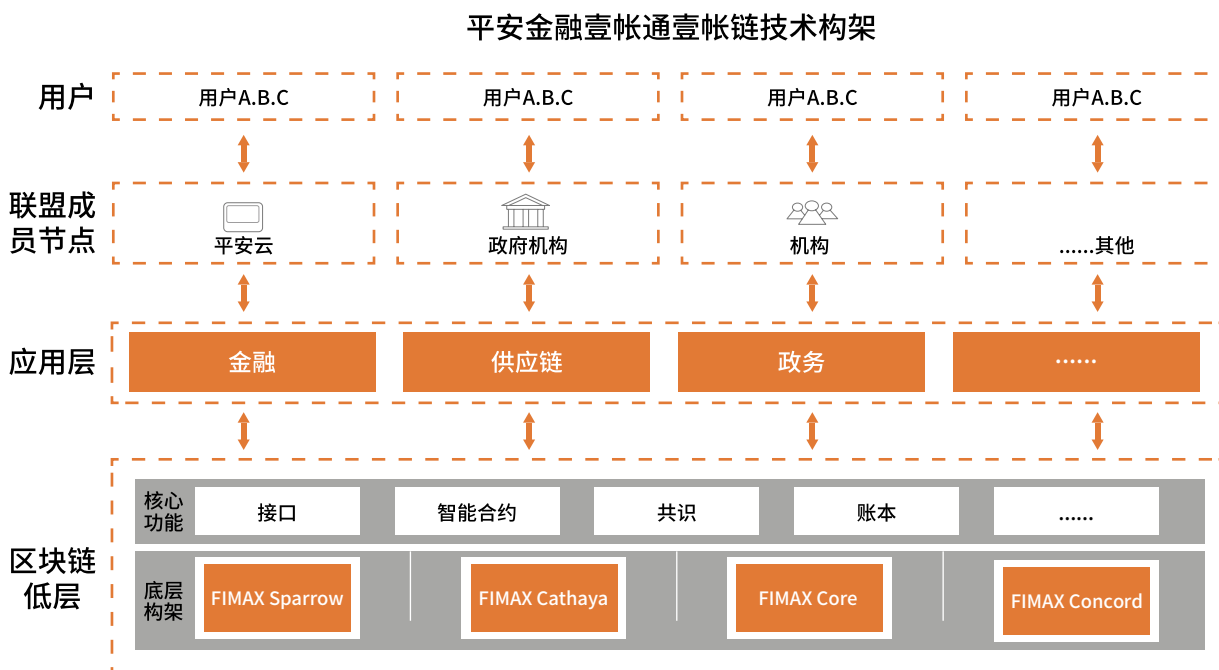 平安金融壹帐通壹帐链技术构架
用户
用户A.B.C
用户A.B.C
用户A.B.C
用户A.B.C
联盟成
员节点
平安云
政府机构
机构
......其他
应用层
金融
供应链
政务
······
区块链
低层
核心
功能
接口
智能合约
共识
账本
......
底层
构架
FIMAX Sparrow
FIMAX Cathaya
FIMAX Core
FIMAX Concord